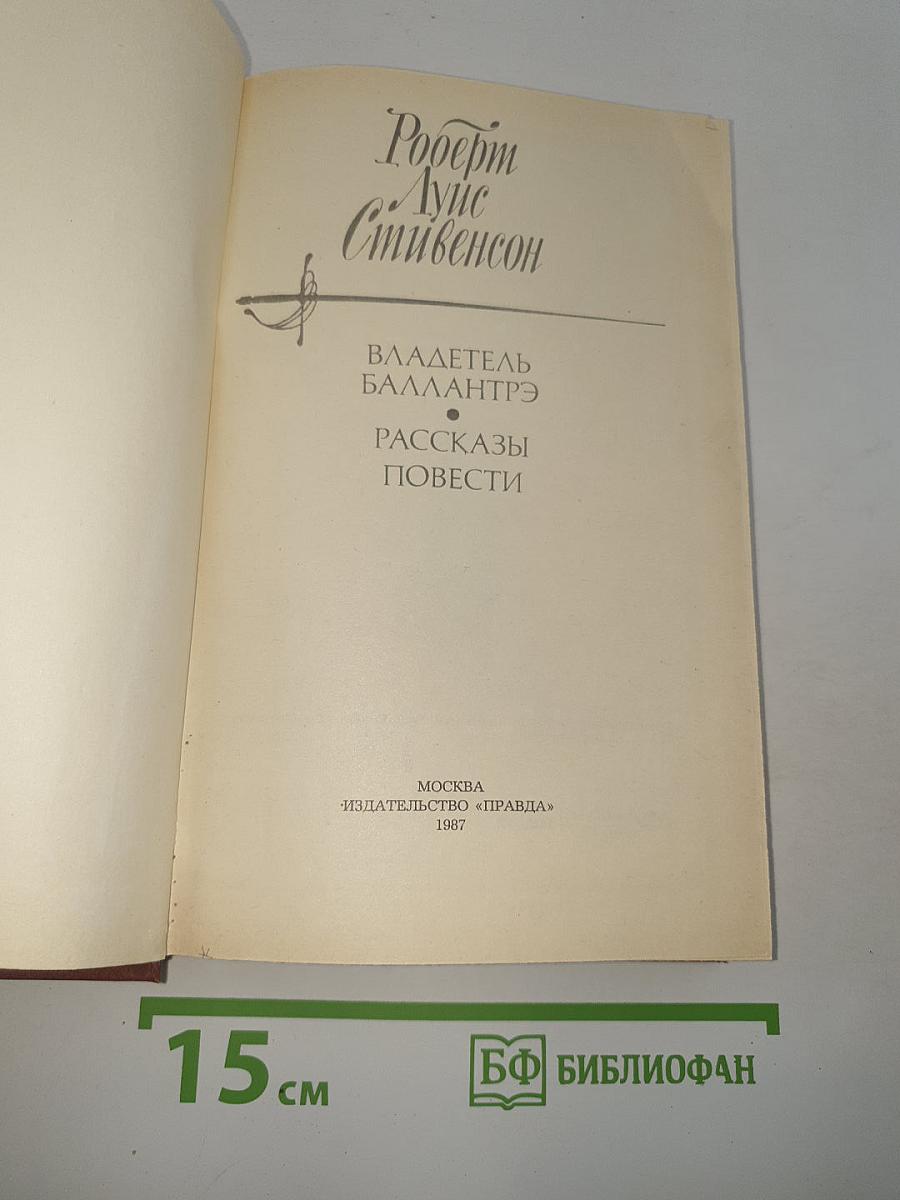 Роберт
Луис
Стивенсон
ВЛАДЕТЕЛЬ
БАЛЛАНТРЭ
•
РАССКАЗЫ
ПОВЕСТИ
МОСКВА
ИЗДАТЕЛЬСТВО «ПРАВДА»
1987
15 см
БФ БИБЛИОФАН